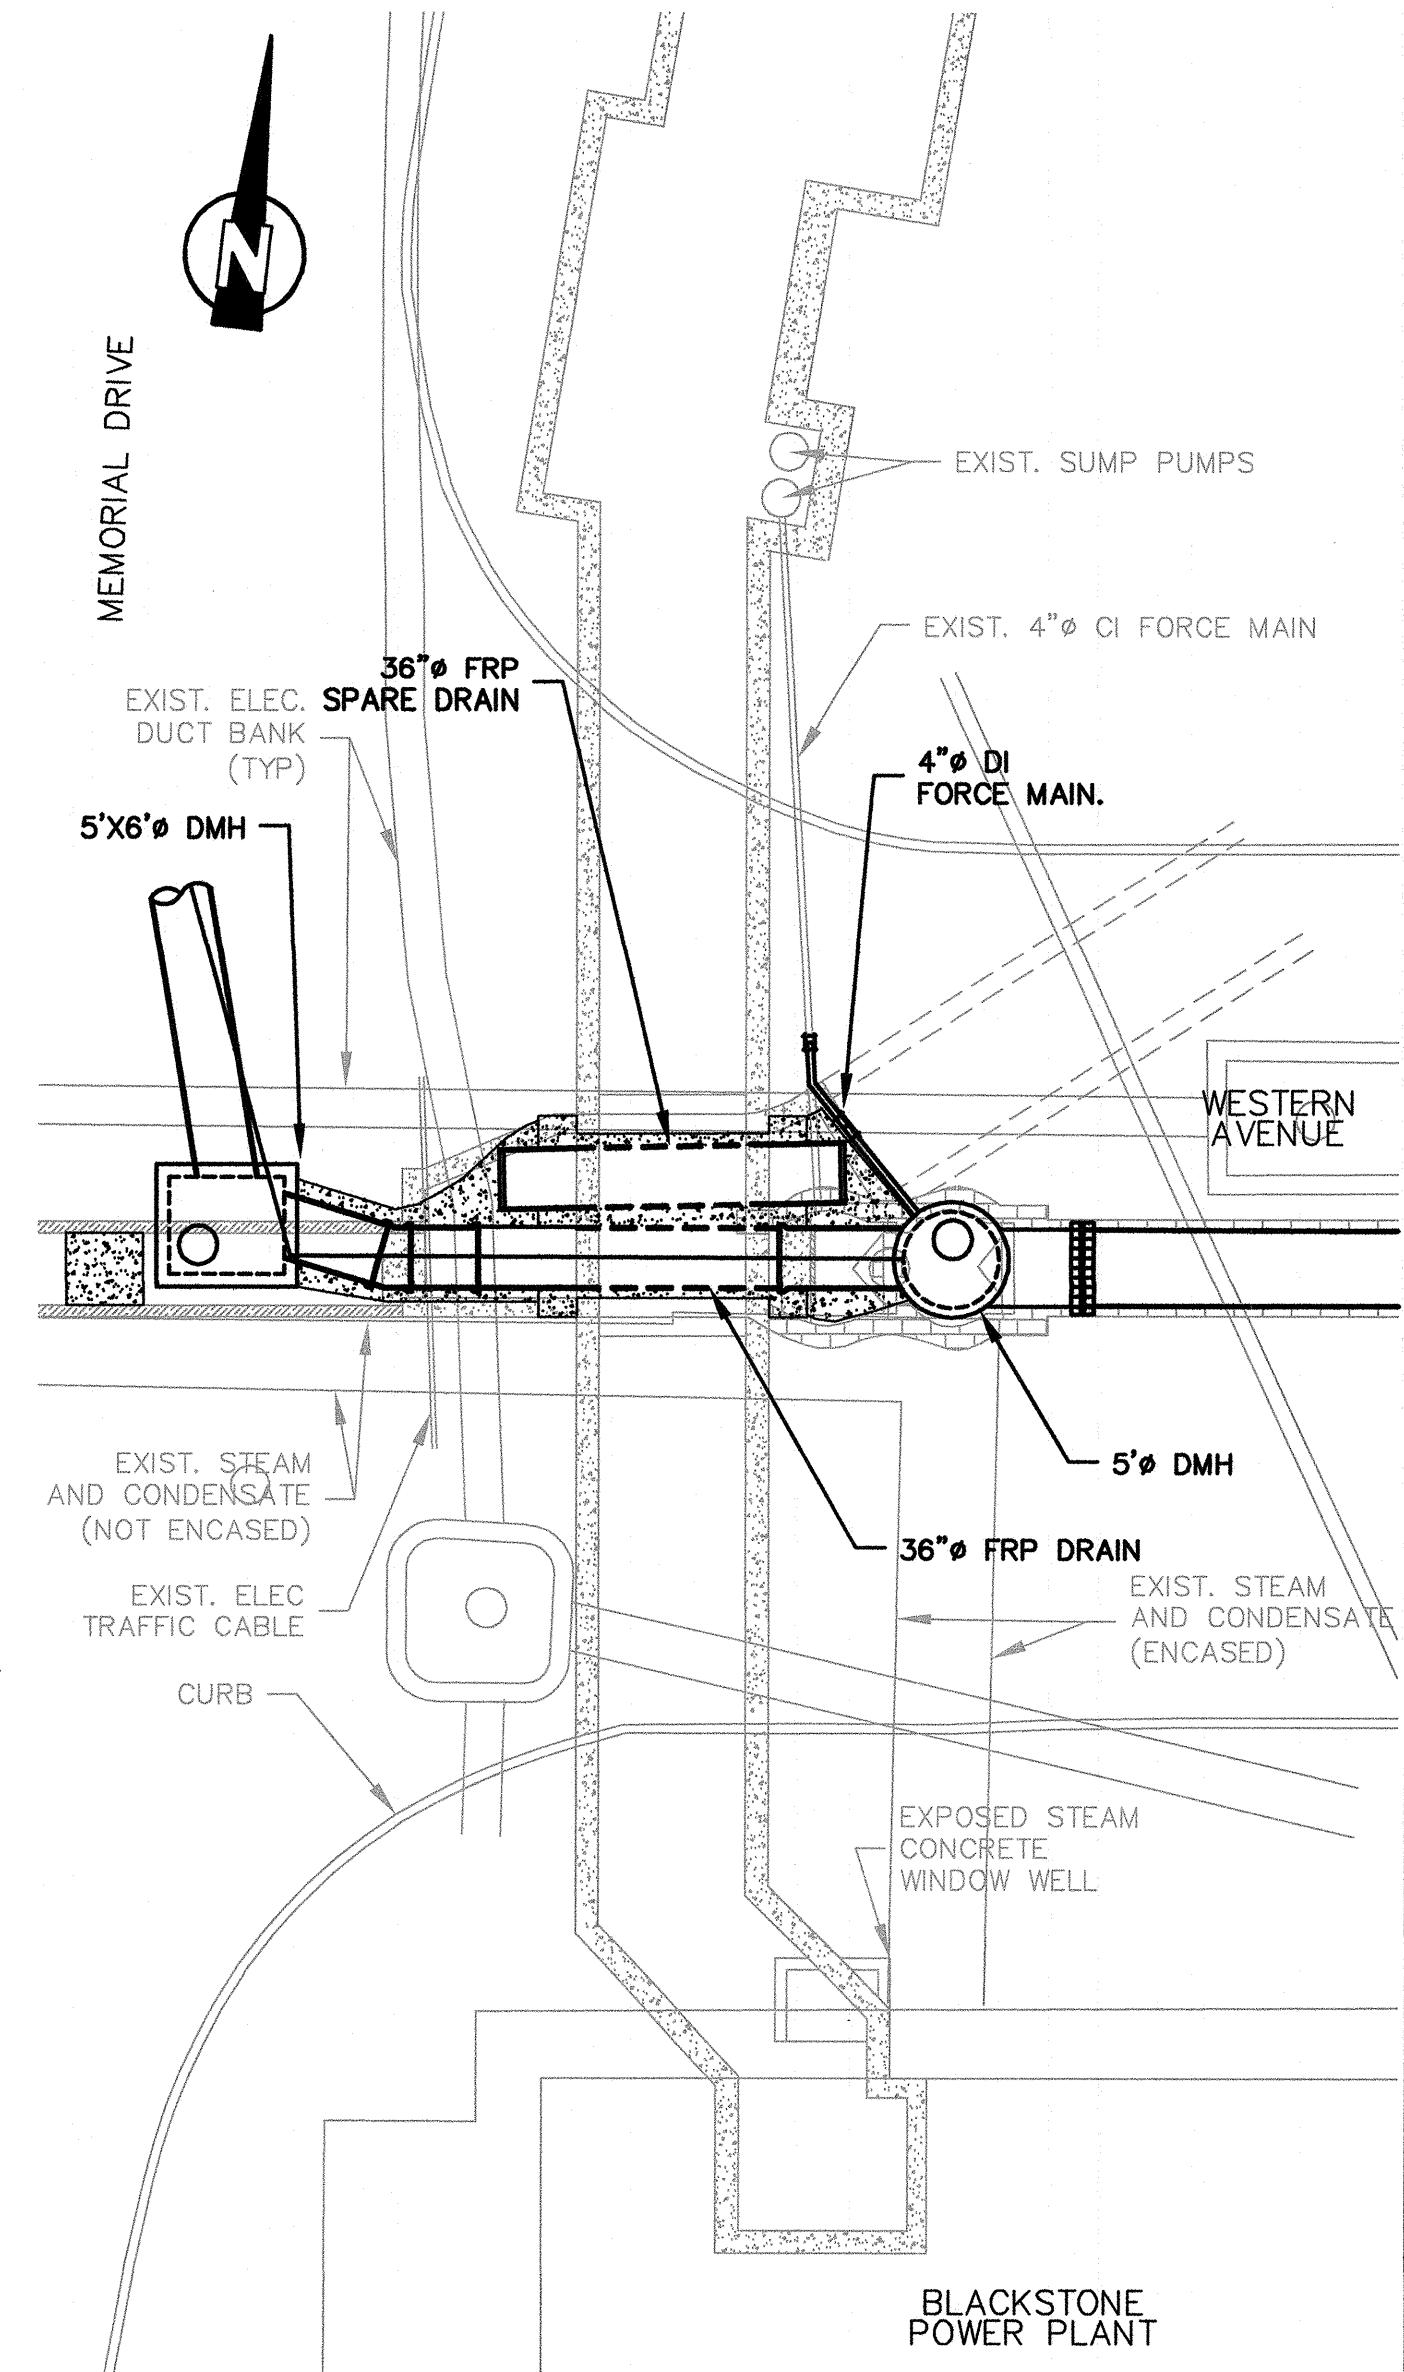 N
MEMORIAL DRIVE
EXIST. SUMP PUMPS
EXIST. 4"ø CI FORCE MAIN
36"ø FRP
SPARE DRAIN
EXIST. ELEC.
DUCT BANK
(TYP)
4"ø DI
FORCE MAIN.
5'X6'ø DMH
WESTERN
AVENUE
EXIST. STEAM
AND CONDENSATE
(NOT ENCASED)
5'ø DMH
36"ø FRP DRAIN
EXIST. ELEC
TRAFFIC CABLE
EXIST. STEAM
AND CONDENSATE
(ENCASED)
CURB
EXPOSED STEAM
CONCRETE
WINDOW WELL
BLACKSTONE
POWER PLANT